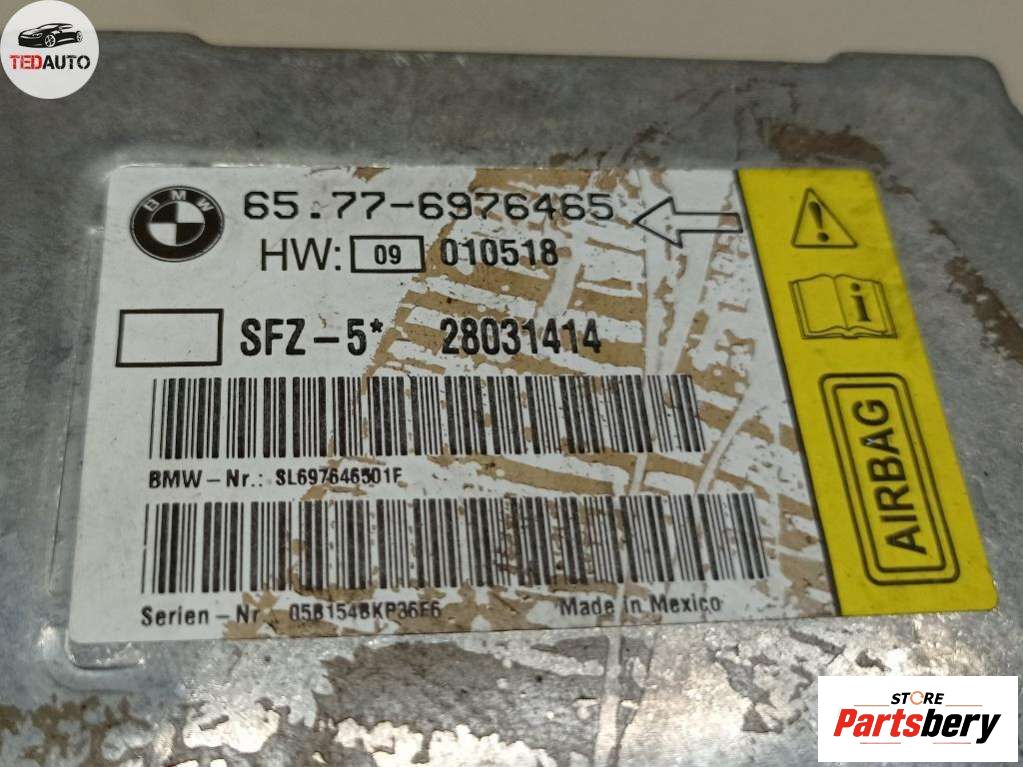 TEDAUTO
BMW
65.77-6976465
HW: 09 010518
SFZ-5* 28031414
BMW-Nr.: SL697646501F
Serien-Nr
Made in Mexico
AIRBAG
STORE
Partsbery